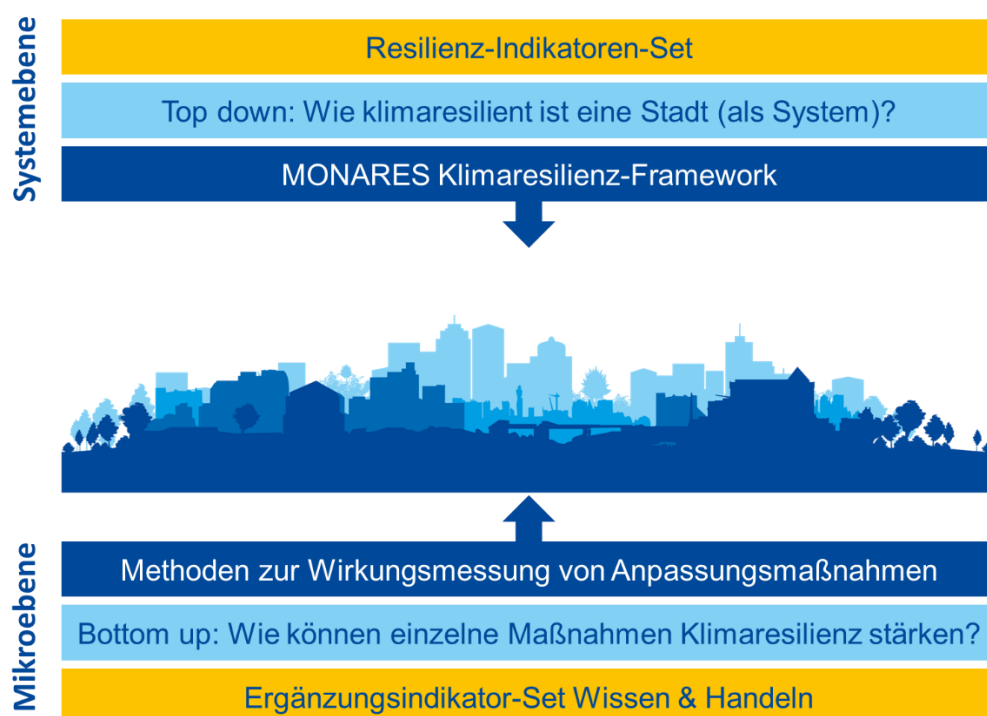 Systemebene
Resilienz-Indikatoren-Set
Top down: Wie klimaresilient ist eine Stadt (als System)?
MONARES Klimaresilienz-Framework
Mikroebene
Methoden zur Wirkungsmessung von Anpassungsmaßnahmen
Bottom up: Wie können einzelne Maßnahmen Klimaresilienz stärken?
Ergänzungsindikator-Set Wissen & Handeln